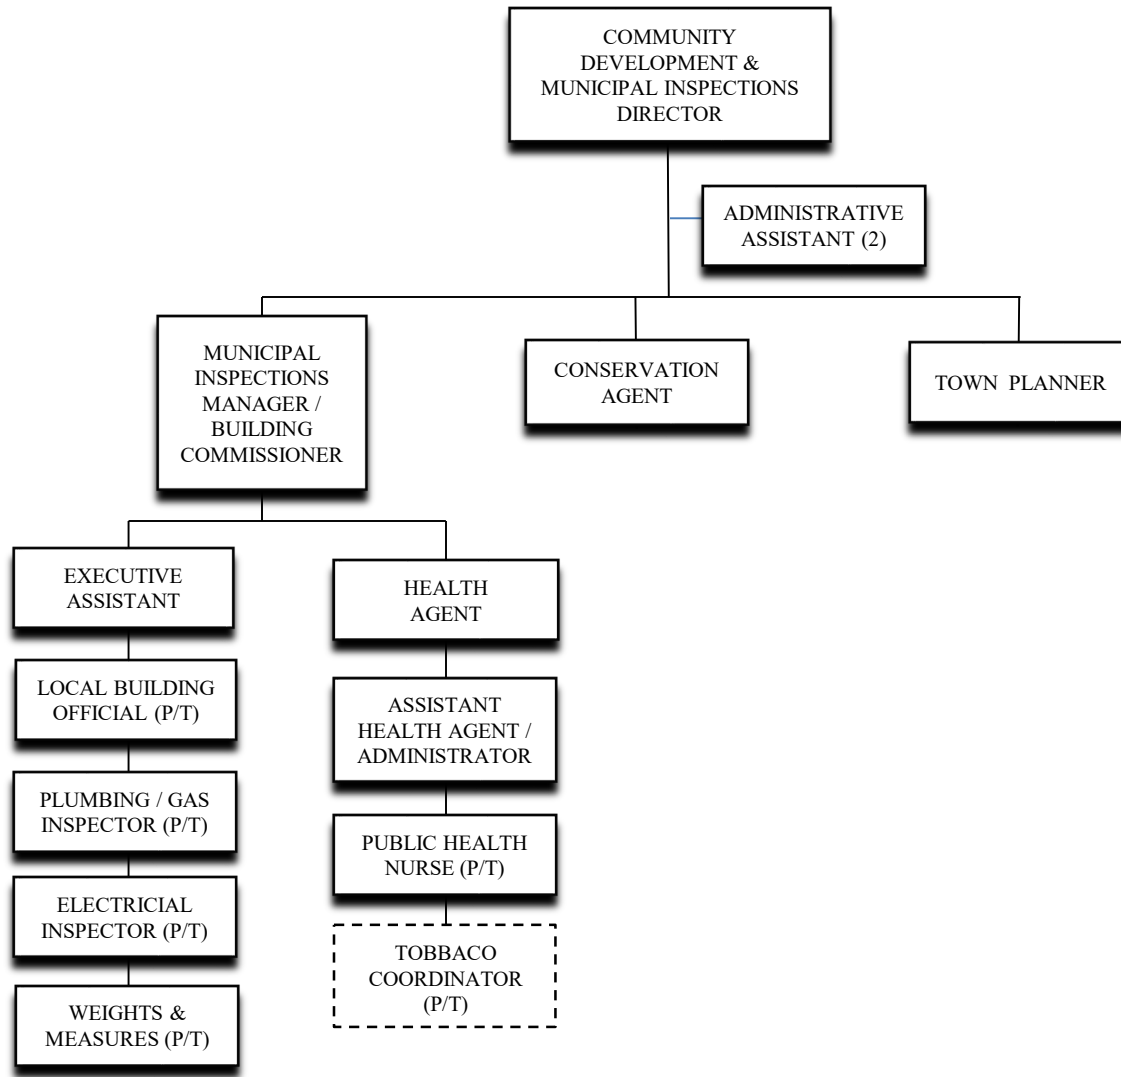 COMMUNITY
DEVELOPMENT &
MUNICIPAL INSPECTIONS
DIRECTOR
ADMINISTRATIVE
ASSISTANT (2)
MUNICIPAL
INSPECTIONS
MANAGER /
BUILDING
COMMISSIONER
CONSERVATION
AGENT
TOWN PLANNER
EXECUTIVE
ASSISTANT
LOCAL BUILDING
OFFICIAL (P/T)
PLUMBING / GAS
INSPECTOR (P/T)
ELECTRICIAL
INSPECTOR (P/T)
WEIGHTS &
MEASURES (P/T)
HEALTH
AGENT
ASSISTANT
HEALTH AGENT /
ADMINISTRATOR
PUBLIC HEALTH
NURSE (P/T)
TOBBACO
COORDINATOR
(P/T)